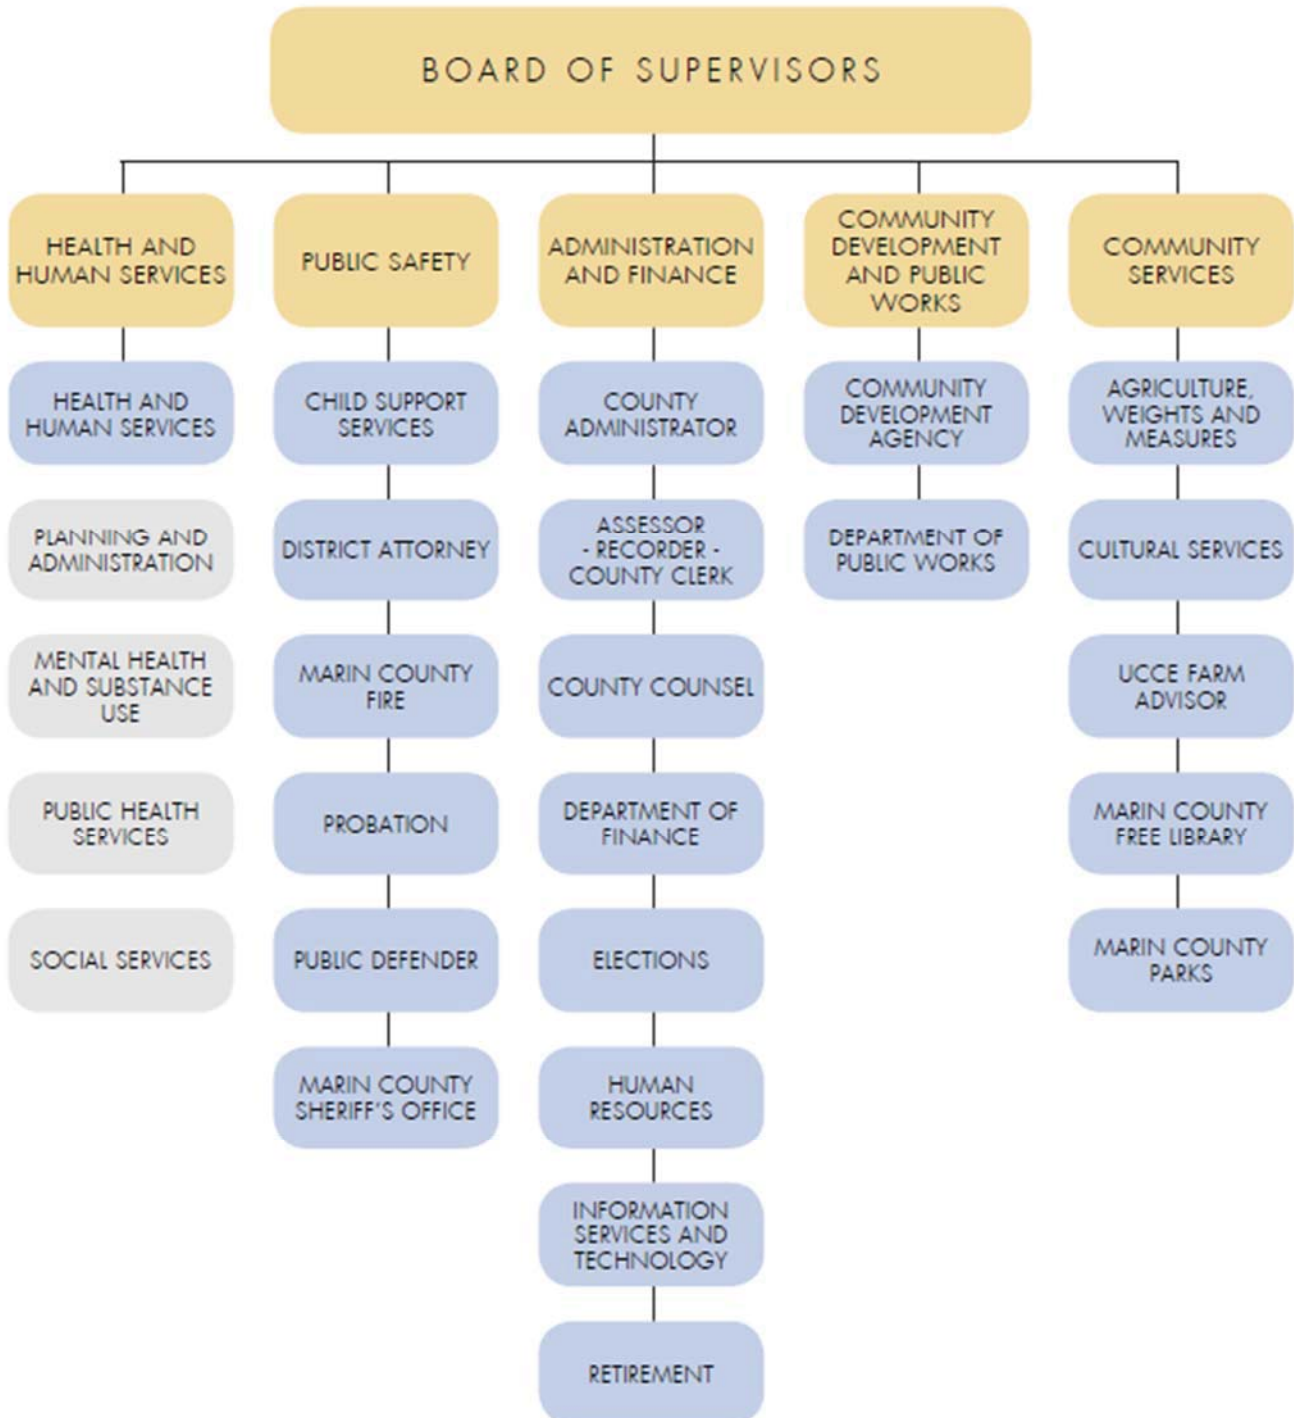 BOARD OF SUPERVISORS
HEALTH AND
HUMAN SERVICES
PUBLIC SAFETY
ADMINISTRATION
AND FINANCE
COMMUNITY
DEVELOPMENT
AND PUBLIC
WORKS
COMMUNITY
SERVICES
HEALTH AND
HUMAN SERVICES
CHILD SUPPORT
SERVICES
COUNTY
ADMINISTRATOR
COMMUNITY
DEVELOPMENT
AGENCY
AGRICULTURE,
WEIGHTS AND
MEASURES
PLANNING AND
ADMINISTRATION
DISTRICT ATTORNEY
ASSESSOR
- RECORDER -
COUNTY CLERK
DEPARTMENT OF
PUBLIC WORKS
CULTURAL SERVICES
MENTAL HEALTH
AND SUBSTANCE
USE
MARIN COUNTY
FIRE
COUNTY COUNSEL
UCCE FARM
ADVISOR
PUBLIC HEALTH
SERVICES
PROBATION
DEPARTMENT OF
FINANCE
MARIN COUNTY
FREE LIBRARY
SOCIAL SERVICES
PUBLIC DEFENDER
ELECTIONS
MARIN COUNTY
PARKS
MARIN COUNTY
SHERIFF'S OFFICE
HUMAN
RESOURCES
INFORMATION
SERVICES AND
TECHNOLOGY
RETIREMENT